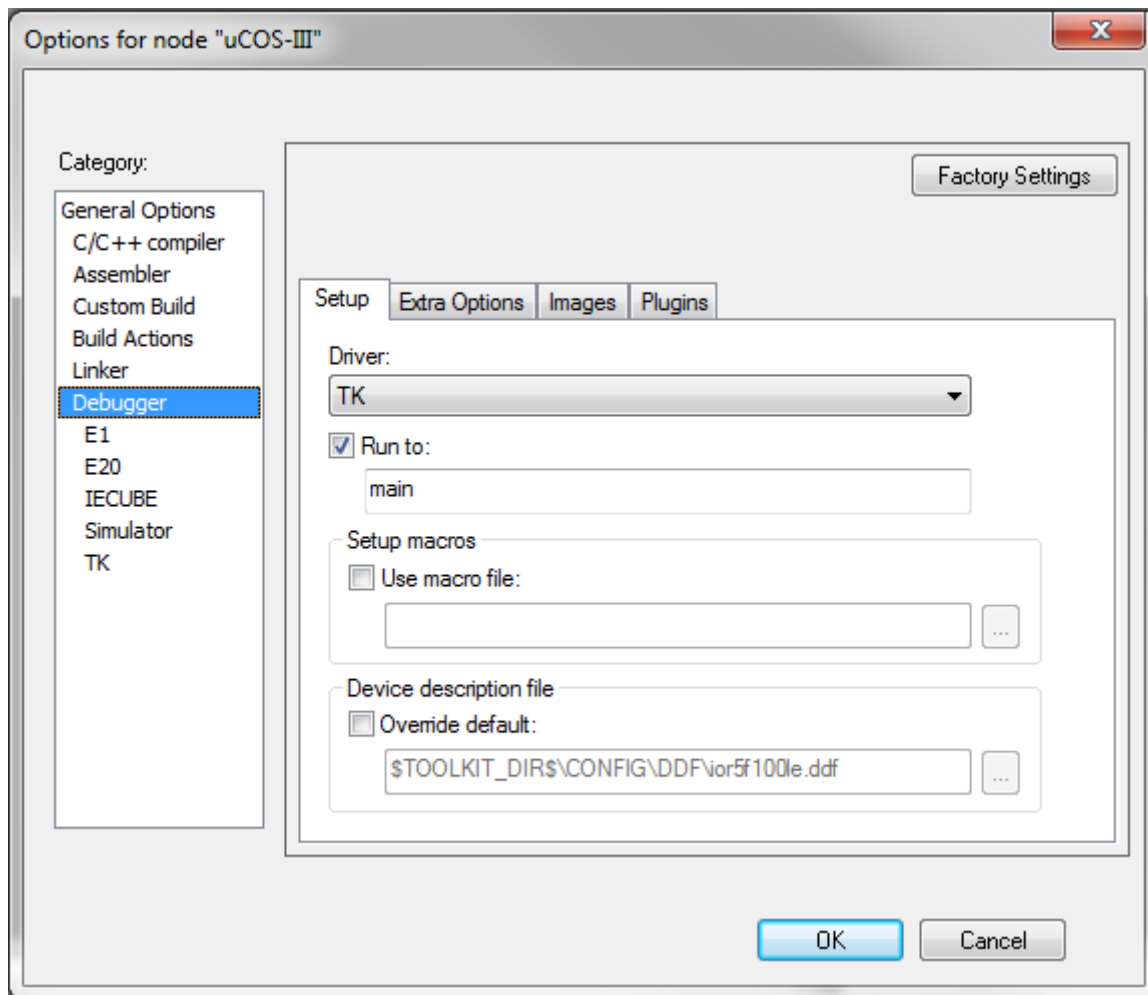 Options for node "uCOS-III"
Category:
General Options
C/C++ compiler
Assembler
Custom Build
Build Actions
Linker
Debugger
E1
E20
IECUBE
Simulator
TK
Factory Settings
Setup
Extra Options
Images
Plugins
Driver:
TK
Run to:
main
Setup macros
Use macro file:
...
Device description file
Override default:
$TOOLKIT_DIR$\CONFIG\DDF\ior5f100le.ddf
...
OK
Cancel